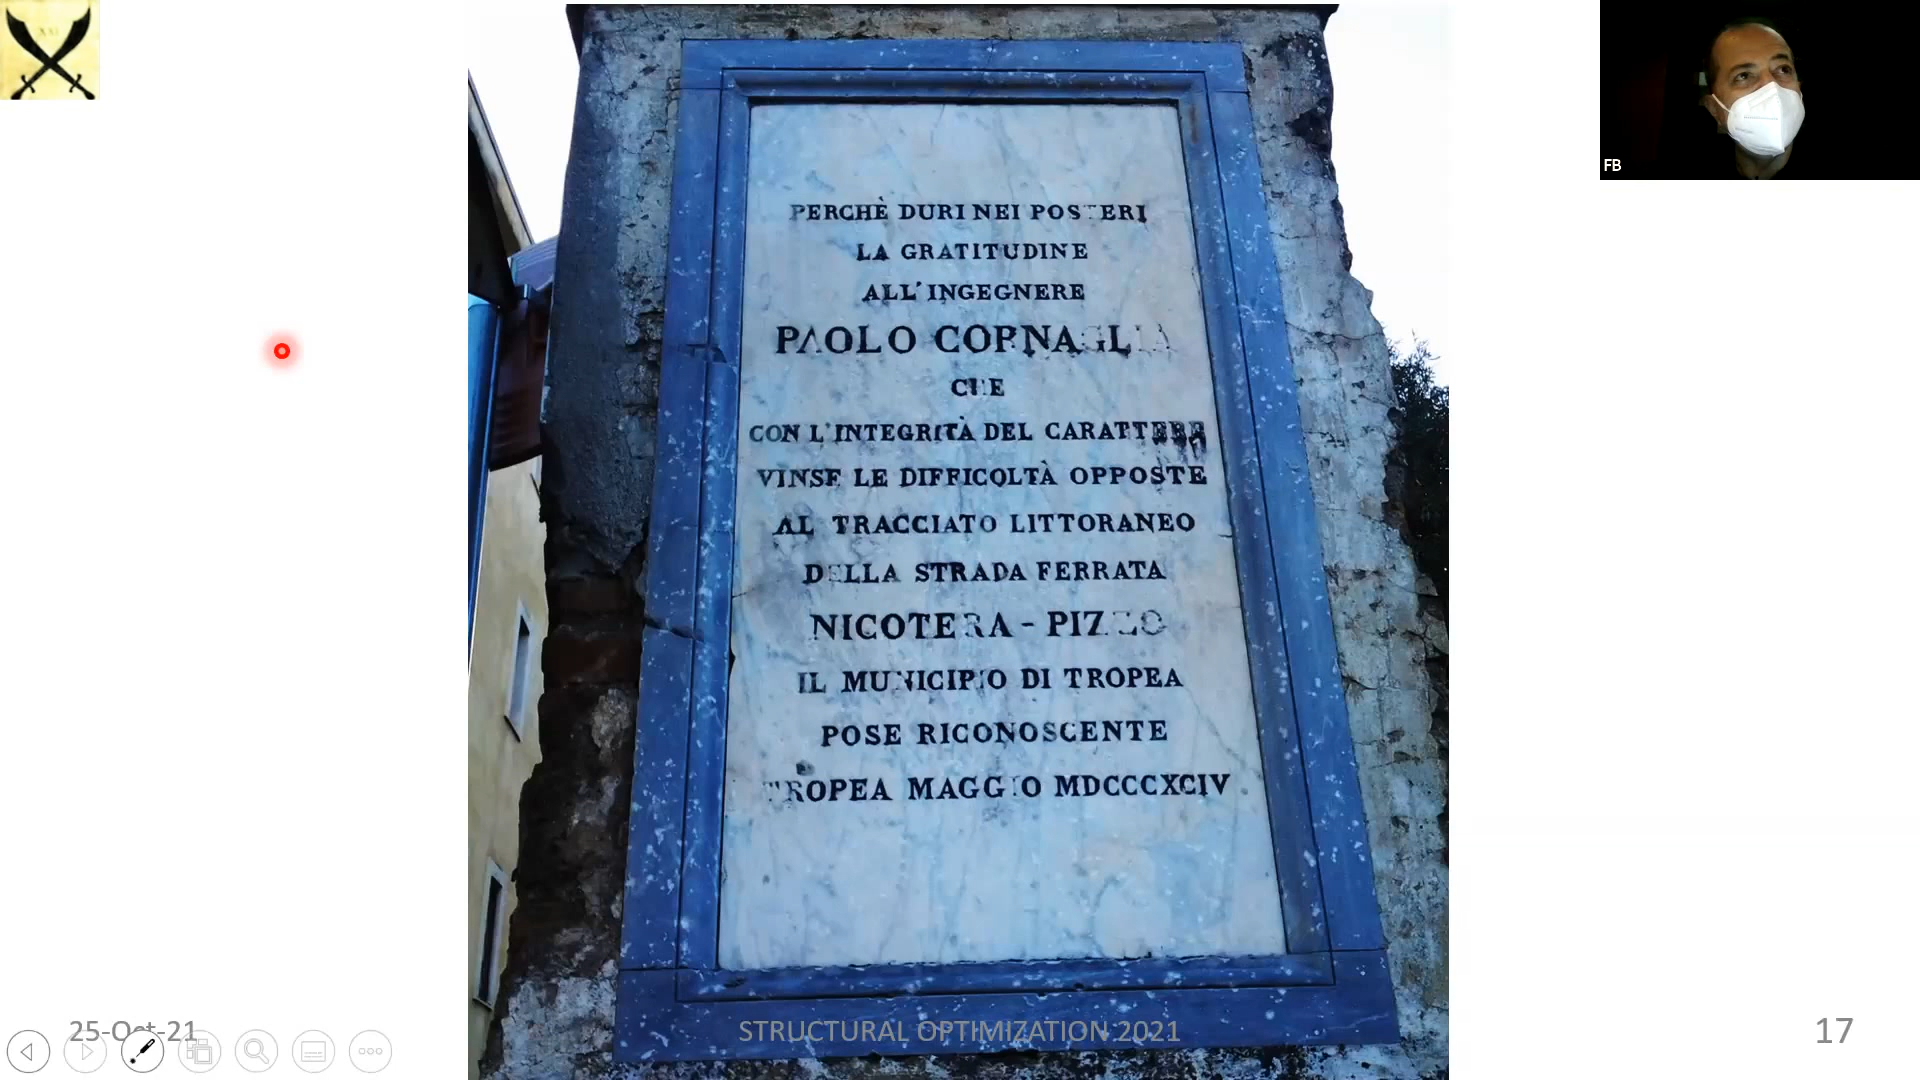 XXI
FB
PERCHÈ DURI NEI POSTERI
LA GRATITUDINE
ALL'INGEGNERE
PAOLO CORNAGLIA
CHE
CON L'INTEGRITÀ DEL CARATTERE
VINSE LE DIFFICOLTÀ OPPOSTE
AL TRACCIATO LITTORANEO
DELLA STRADA FERRATA
NICOTERA - PIZZO
IL MUNICIPIO DI TROPEA
POSE RICONOSCENTE
TROPEA MAGGIO MDCCCXCIV
25-Oct-21
STRUCTURAL OPTIMIZATION 2021
17